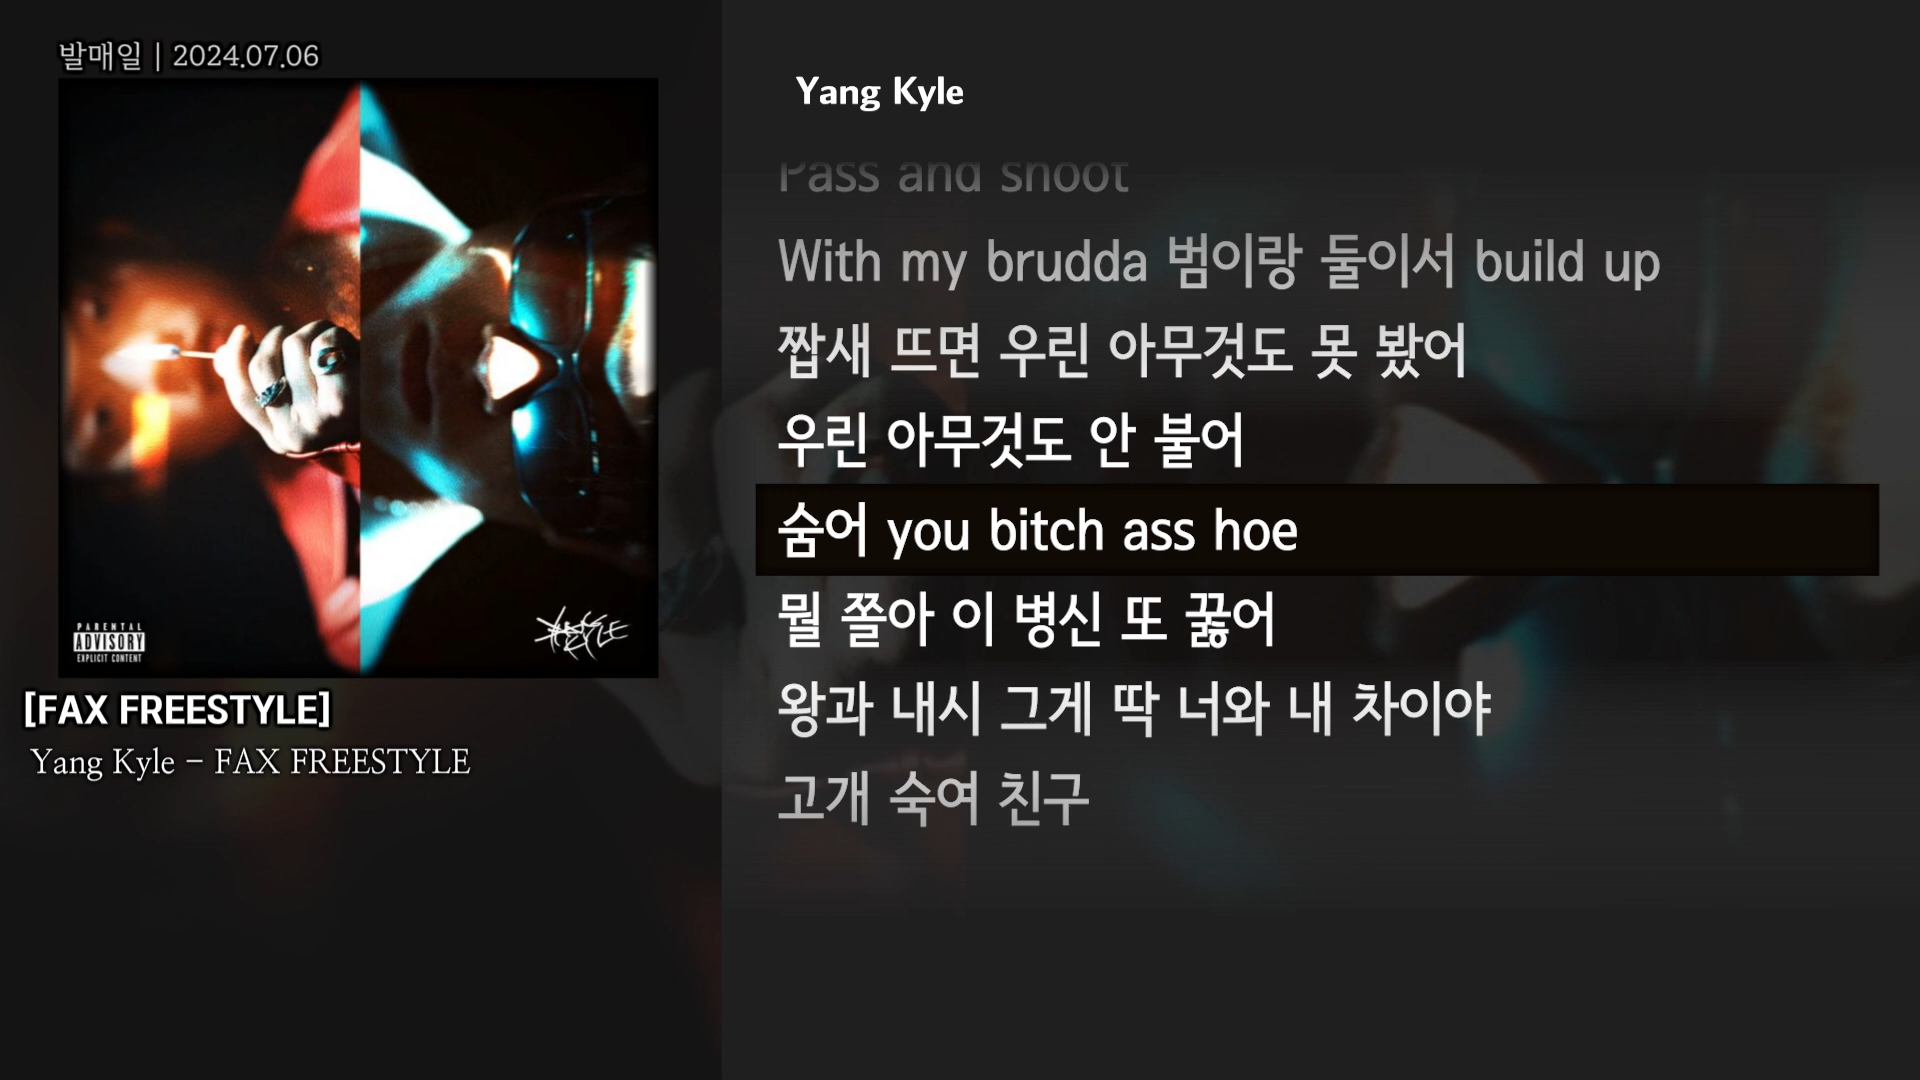 발매일 | 2024.07.06
PARENTAL
ADVISORY
EXPLICIT CONTENT
[FAX FREESTYLE]
Yang Kyle – FAX FREESTYLE
Yang Kyle
Pass and shoot
With my brudda 범이랑 둘이서 build up
짭새 뜨면 우린 아무것도 못 봤어
우린 아무것도 안 불어
숨어 you bitch ass hoe
뭘 쫄아 이 병신 또 꿇어
왕과 내시 그게 딱 너와 내 차이야
고개 숙여 친구